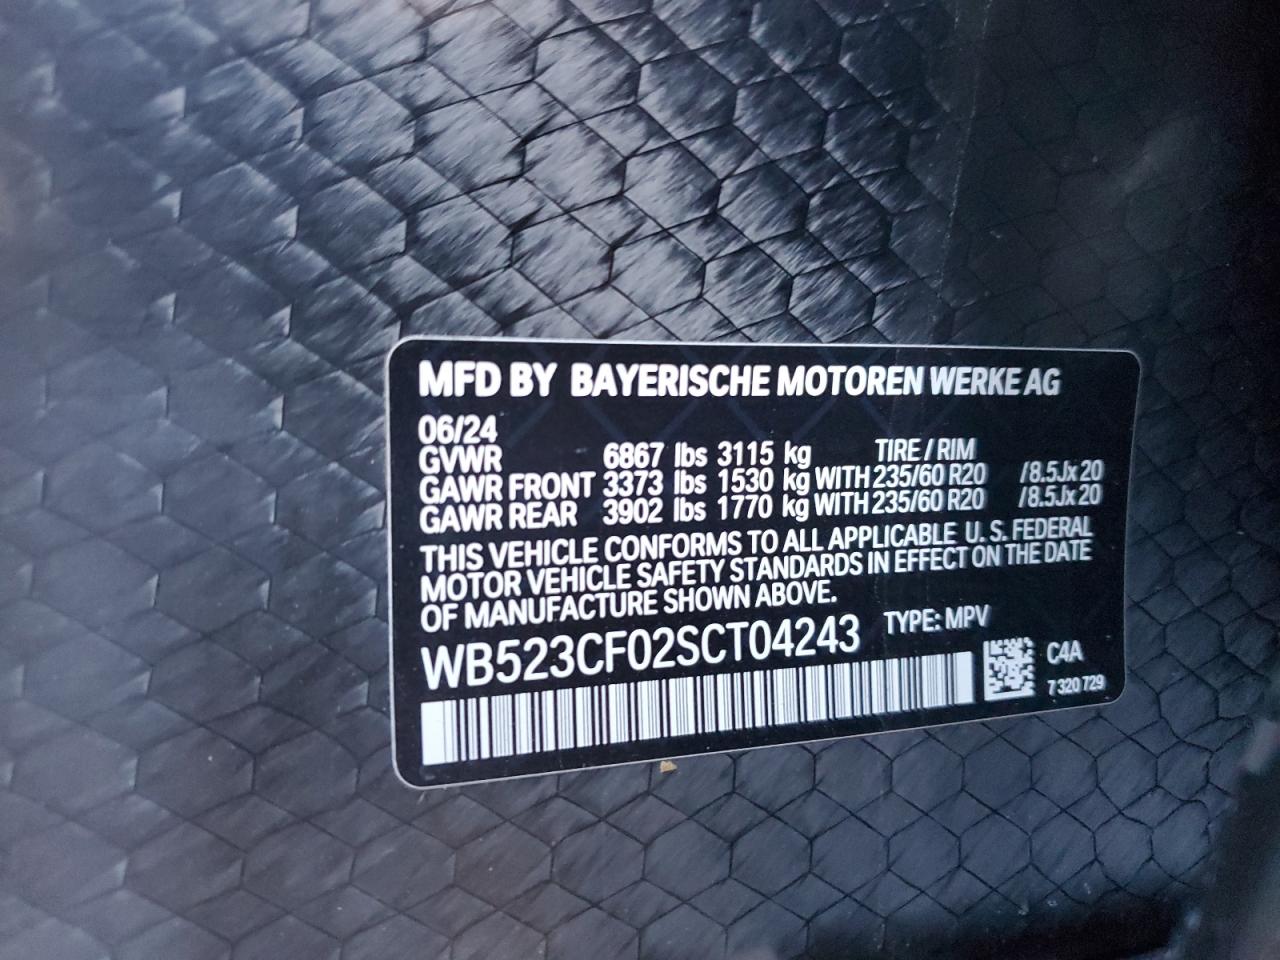 MFD BY BAYERISCHE MOTOREN WERKE AG
06/24
GVWR 6867 lbs 3115 kg TIRE / RIM
GAWR FRONT 3373 lbs 1530 kg WITH 235/60 R20 /8.5Jx20
GAWR REAR 3902 lbs 1770 kg WITH 235/60 R20 /8.5Jx20
THIS VEHICLE CONFORMS TO ALL APPLICABLE U. S. FEDERAL
MOTOR VEHICLE SAFETY STANDARDS IN EFFECT ON THE DATE
OF MANUFACTURE SHOWN ABOVE.
WB523CF02SCT04243 TYPE: MPV
C4A
7 320 729